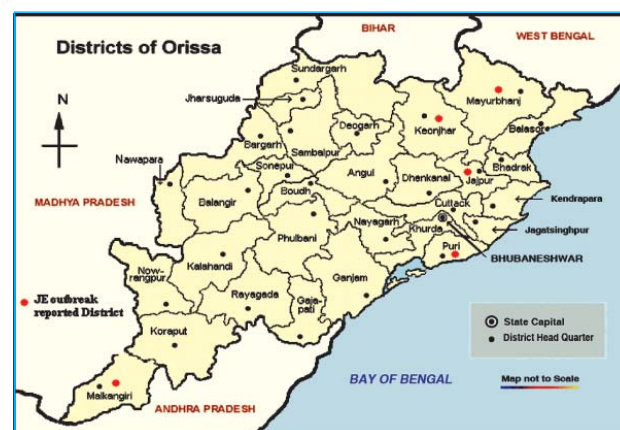 BIHAR
Districts of Orissa
WEST BENGAL
Sundargarh
N
Jharsuguda
Mayurbhanj
Deogarh
Keonjhar
Balasore
Bargarh
Sambalpur
Nawapara
Sonepur
Bhadrak
Angul
Dhenkanal
Jajpur
Boudh
Kendrapara
MADHYA PRADESH
Balangir
Cuttack
Nayagarh
Khurda
Jagatsinghpur
Phulbani
Puri
BHUBANESHWAR
Now-
rangpur
Kalahandi
Ganjam
JE outbreak
reported District
Rayagada
Gaja-
pati
State Capital
District Head Quarter
Koraput
BAY OF BENGAL
Map not to Scale
Malkangiri
ANDHRA PRADESH